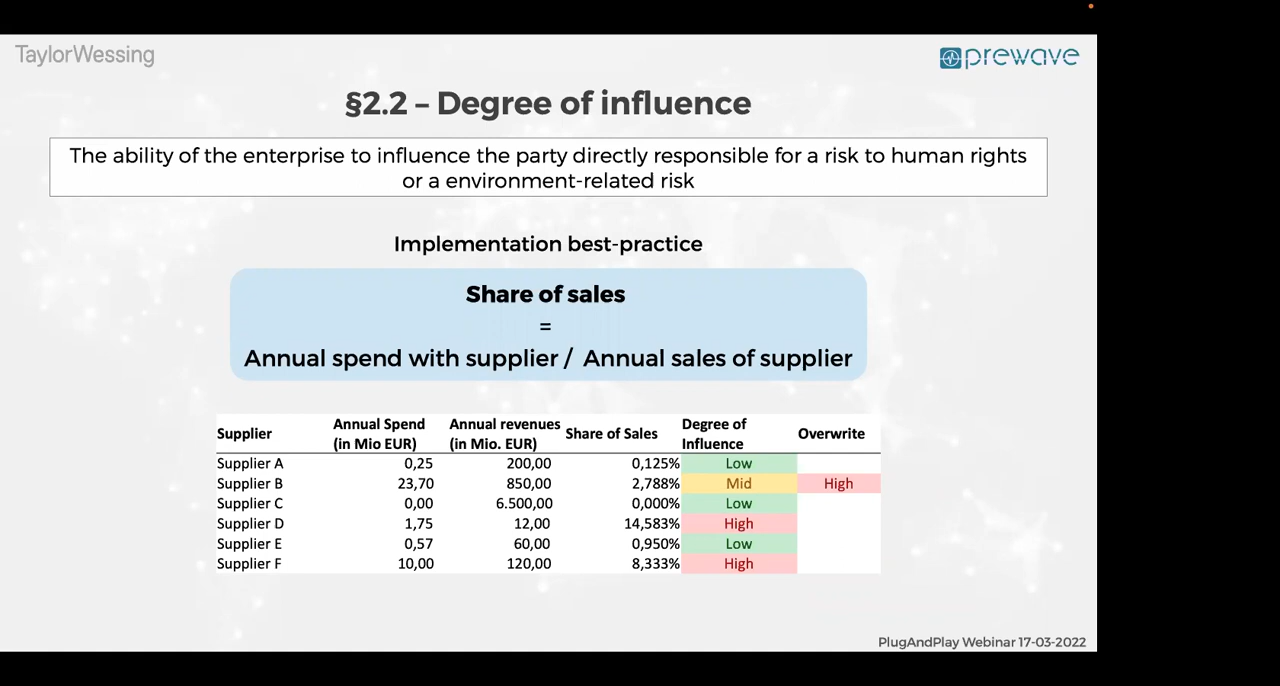 TaylorWessing
prewave
§2.2 – Degree of influence
The ability of the enterprise to influence the party directly responsible for a risk to human rights
or a environment-related risk
Implementation best-practice
Share of sales
=
Annual spend with supplier / Annual sales of supplier
Supplier Annual Spend (in Mio EUR) Annual revenues (in Mio. EUR) Share of Sales Degree of Influence Overwrite
Supplier A 0,25 200,00 0,125% Low
Supplier B 23,70 850,00 2,788% Mid High
Supplier C 0,00 6.500,00 0,000% Low
Supplier D 1,75 12,00 14,583% High
Supplier E 0,57 60,00 0,950% Low
Supplier F 10,00 120,00 8,333% High
PlugAndPlay Webinar 17-03-2022